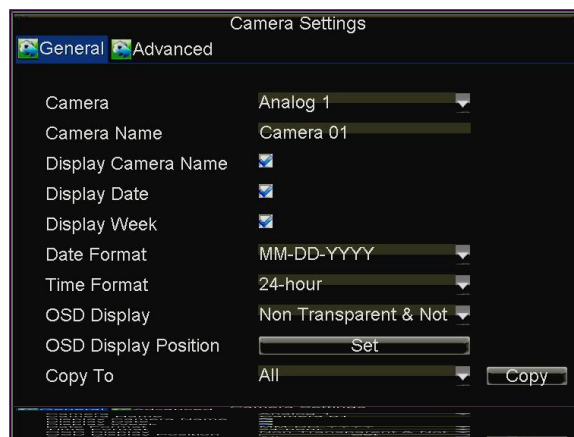 Camera Settings
General Advanced
Camera Analog 1
Camera Name Camera 01
Display Camera Name
Display Date
Display Week
Date Format MM-DD-YYYY
Time Format 24-hour
OSD Display Non Transparent & Not
OSD Display Position Set
Copy To All Copy